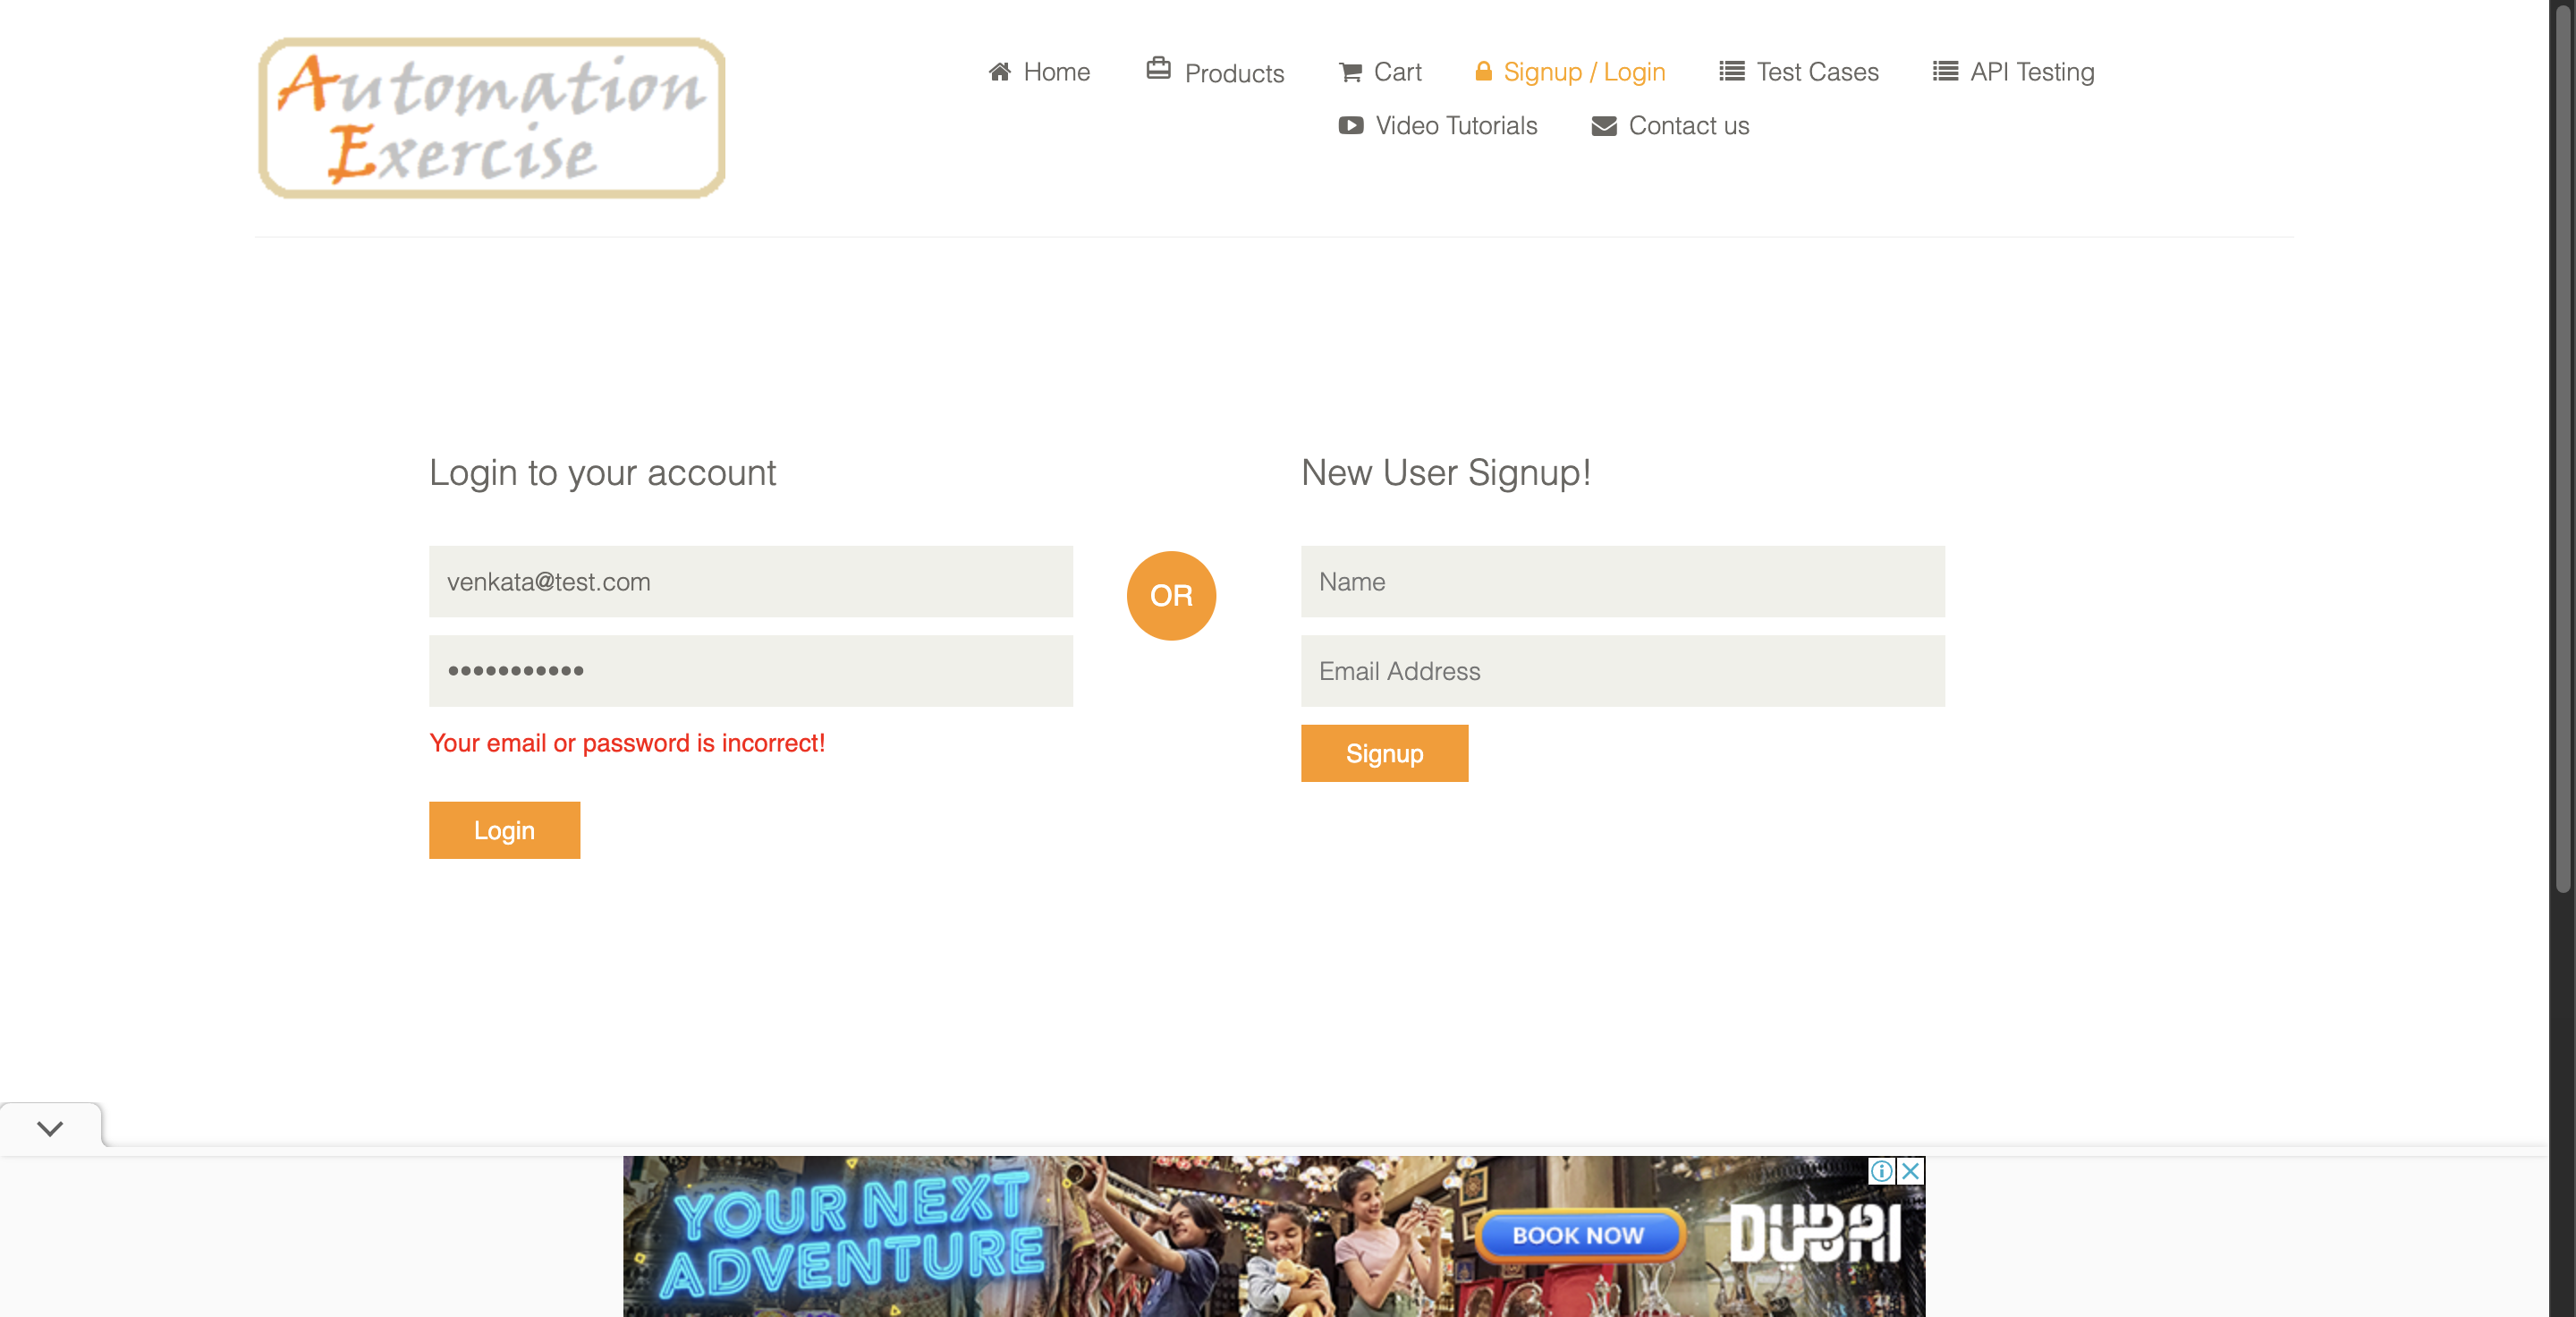 Automation
Exercise
Home
Products
Cart
Signup / Login
Test Cases
API Testing
Video Tutorials
Contact us
Login to your account
venkata@test.com
•••••••••••
Your email or password is incorrect!
Login
OR
New User Signup!
Name
Email Address
Signup
YOUR NEXT
ADVENTURE
BOOK NOW
DUBAI